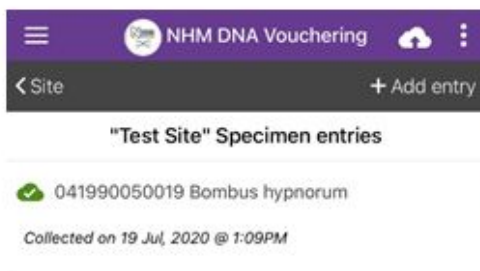 NHM DNA Vouchering
Site + Add entry
"Test Site" Specimen entries
041990050019 Bombus hypnorum
Collected on 19 Jul, 2020 @ 1:09PM